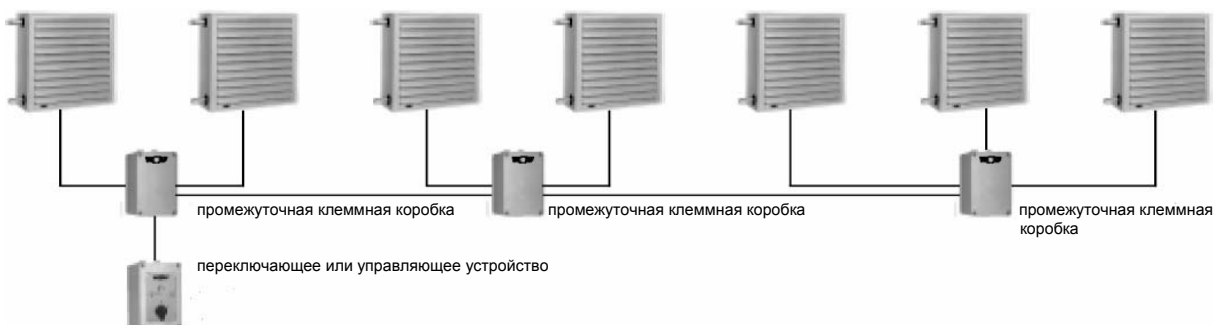 промежуточная клеммная коробка
промежуточная клеммная коробка
промежуточная клеммная
коробка
переключающее или управляющее устройство